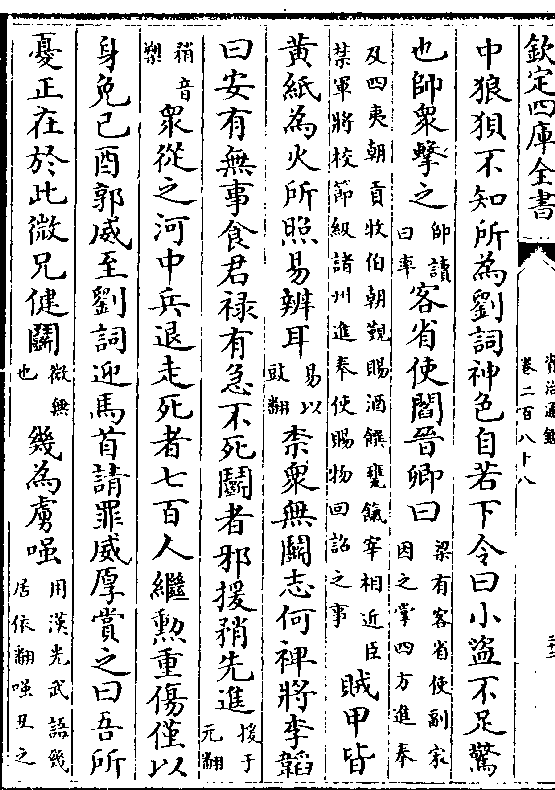 欽定四庫全書
資治通鑑
卷二百八十八
中狼狽不知所為劉詞神色自若下令曰小盜不足驚
也帥衆擊之帥讀曰率客省使閻晉卿曰梁有客省使副家因之掌四方進奉
及四夷朝貢牧伯朝覲賜酒饌饔餼宰相近臣禁軍將校節級諸州進奉使賜物回詔之事賊甲皆
黃紙為火所照易辨耳易以豉翻柰衆無鬬志何裨將李韜
曰安有無事食君禄有急不死鬬者邪援矟先進援于元翻
矟音槊衆從之河中兵退走死者七百人繼勳重傷僅以
身免己酉郭威至劉詞迎馬首請罪威厚賞之曰吾所
憂正在於此微兄健鬬微無也幾為虜嗤用漢光武語幾居依翻嗤丑之